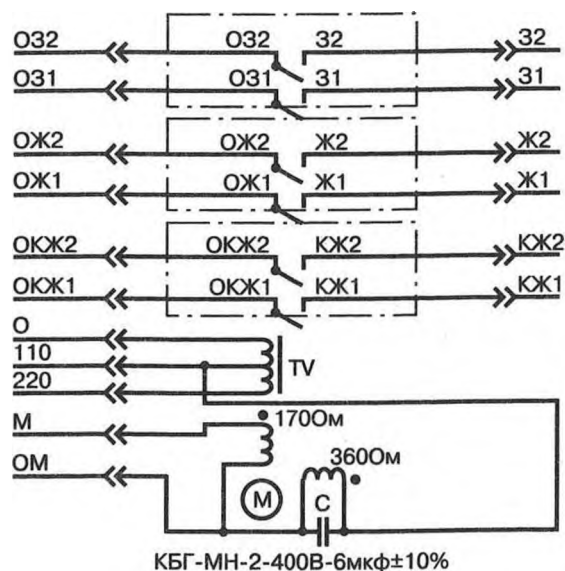 ОЗ2 ОЗ2 З2 З2
ОЗ1 ОЗ1 З1 З1
ОЖ2 ОЖ2 Ж2 Ж2
ОЖ1 ОЖ1 Ж1 Ж1
ОКЖ2 ОКЖ2 КЖ2 КЖ2
ОКЖ1 ОКЖ1 КЖ1 КЖ1
О
110
TV
220
М
170Ом
ОМ
360Ом
М
С
КБГ-МН-2-400В-6мкф±10%